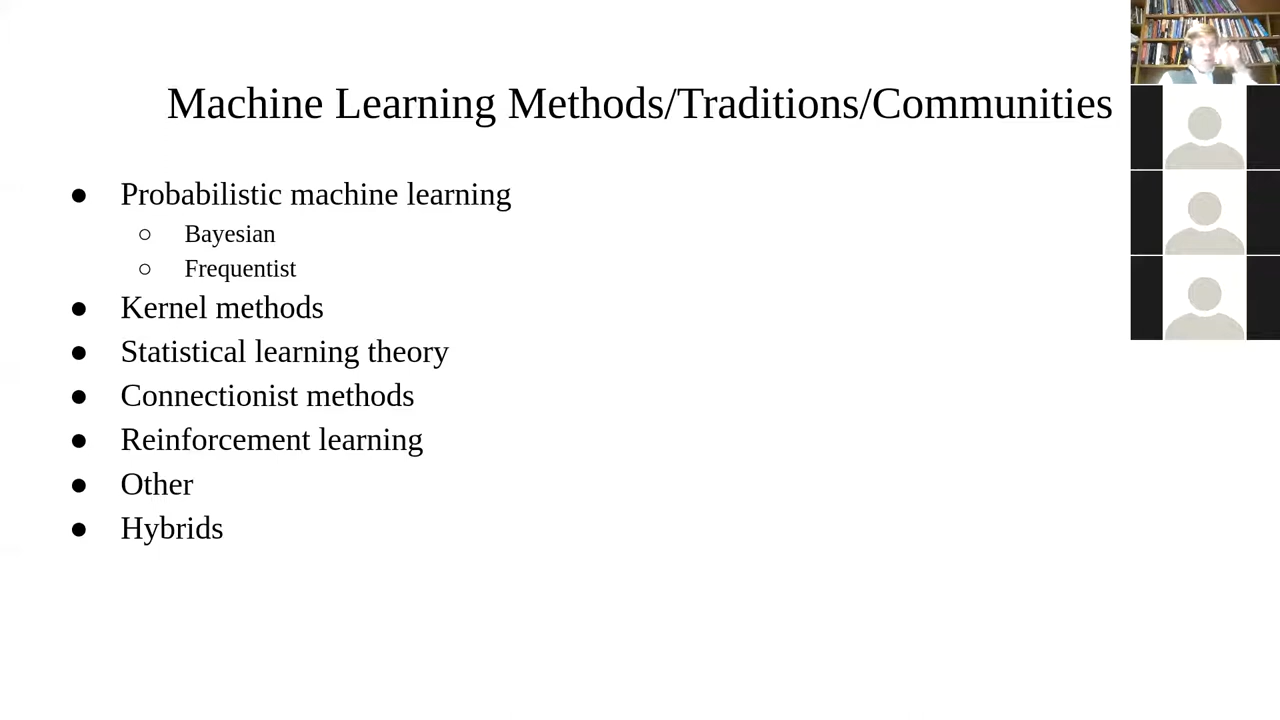 Machine Learning Methods/Traditions/Communities
● Probabilistic machine learning
○ Bayesian
○ Frequentist
● Kernel methods
● Statistical learning theory
● Connectionist methods
● Reinforcement learning
● Other
● Hybrids